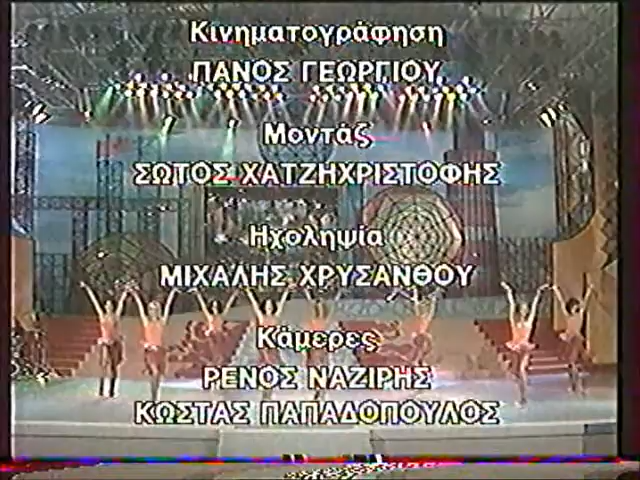 Κινηματογράφηση
ΠΑΝΟΣ ΓΕΩΡΓΙΟΥ
Μοντάζ
ΣΩΤΟΣ ΧΑΤΖΗΧΡΙΣΤΟΦΗΣ
Ηχοληψία
ΜΙΧΑΛΗΣ ΧΡΥΣΑΝΘΟΥ
Κάμερες
ΡΕΝΟΣ ΝΑΖΙΡΗΣ
ΚΩΣΤΑΣ ΠΑΠΑΔΟΠΟΥΛΟΣ